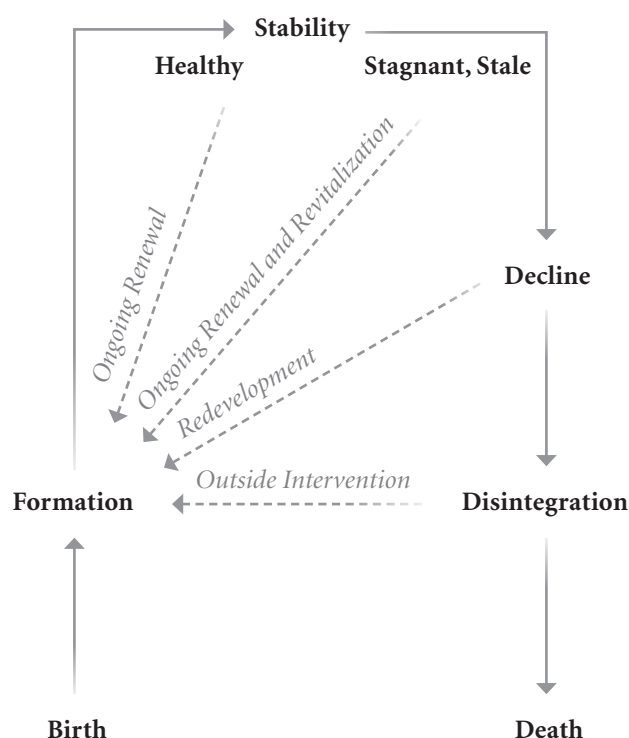 Stability
Healthy
Stagnant, Stale
Ongoing Renewal
Ongoing Renewal and Revitalization
Decline
Redevelopment
Outside Intervention
Formation
Disintegration
Birth
Death